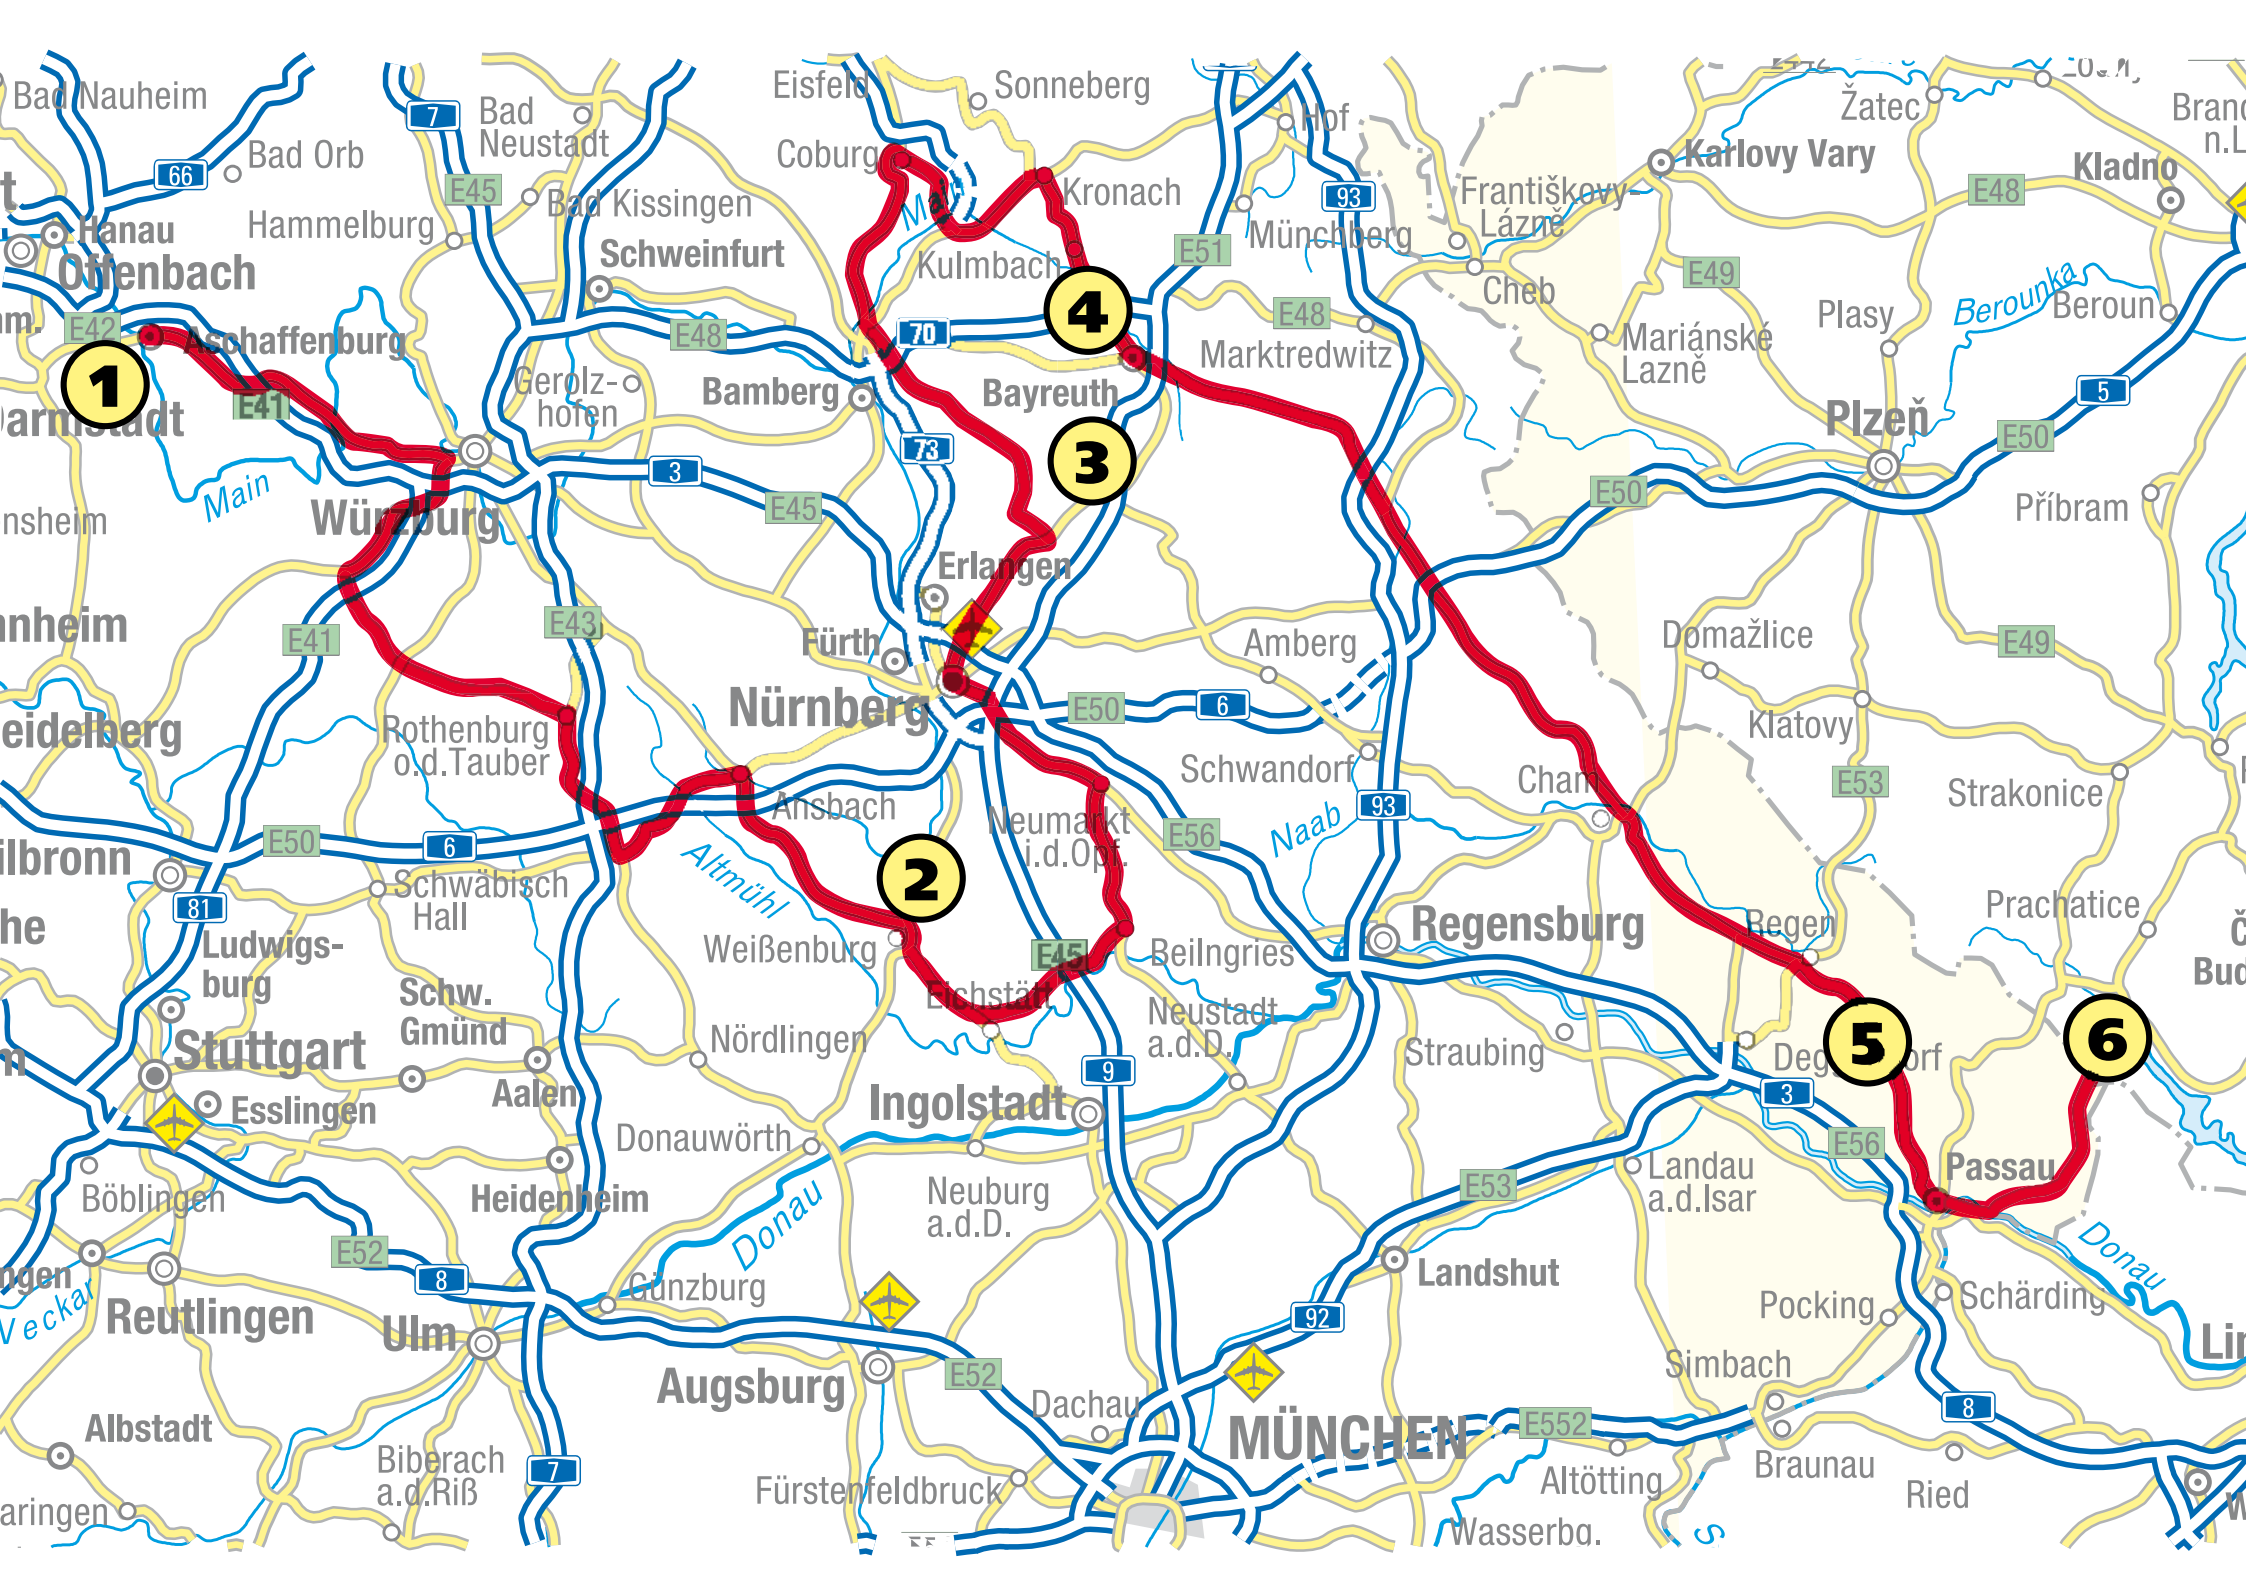 Bad Nauheim
Bad Orb
66
Hanau
Offenbach
Hammelburg
7
Bad
Neustadt
E45
Bad Kissingen
Schweinfurt
Eisfeld
Sonneberg
Coburg
Kronach
Kulmbach
Hof
93
Münchberg
E51
Františkovy-
Lázně
Cheb
Karlovy Vary
Žatec
Kladno
E48
E49
Mariánské
Lazně
Plasy
Berounka
Beroun
E42
1
Aschaffenburg
E41
Main
Würzburg
Gerolz-
hofen
E48
Bamberg
70
73
4
Bayreuth
3
E48
Marktredwitz
3
E45
Erlangen
Fürth
Nürnberg
E50
6
Amberg
E50
Plzeň
5
E50
Příbram
Domažlice
E49
Klatovy
E53
Strakonice
Prachatice
E41
E43
Rothenburg
o.d.Tauber
Ansbach
Altmühl
2
Neumarkt
i.d.Opf.
E56
Schwandorf
Naab
93
Cham
E50
6
Schwäbisch
Hall
81
Ludwigs-
burg
Stuttgart
Esslingen
Schw.
Gmünd
Aalen
Weißenburg
Nördlingen
Eichstätt
E45
Beilngries
Neustadt
a.d.D.
Regensburg
Straubing
Regen
5
6
3
E56
Passau
Ingolstadt
9
Donauwörth
Neuburg
a.d.D.
Donau
E53
Landau
a.d.Isar
Landshut
92
Böblingen
Heidenheim
E52
8
Reutlingen
Ulm
Günzburg
Augsburg
E52
Dachau
MÜNCHEN
Fürstenfeldbruck
E552
Altötting
Simbach
Braunau
Pocking
Schärding
Donau
8
Ried
Albstadt
Biberach
a.d.Riß
7